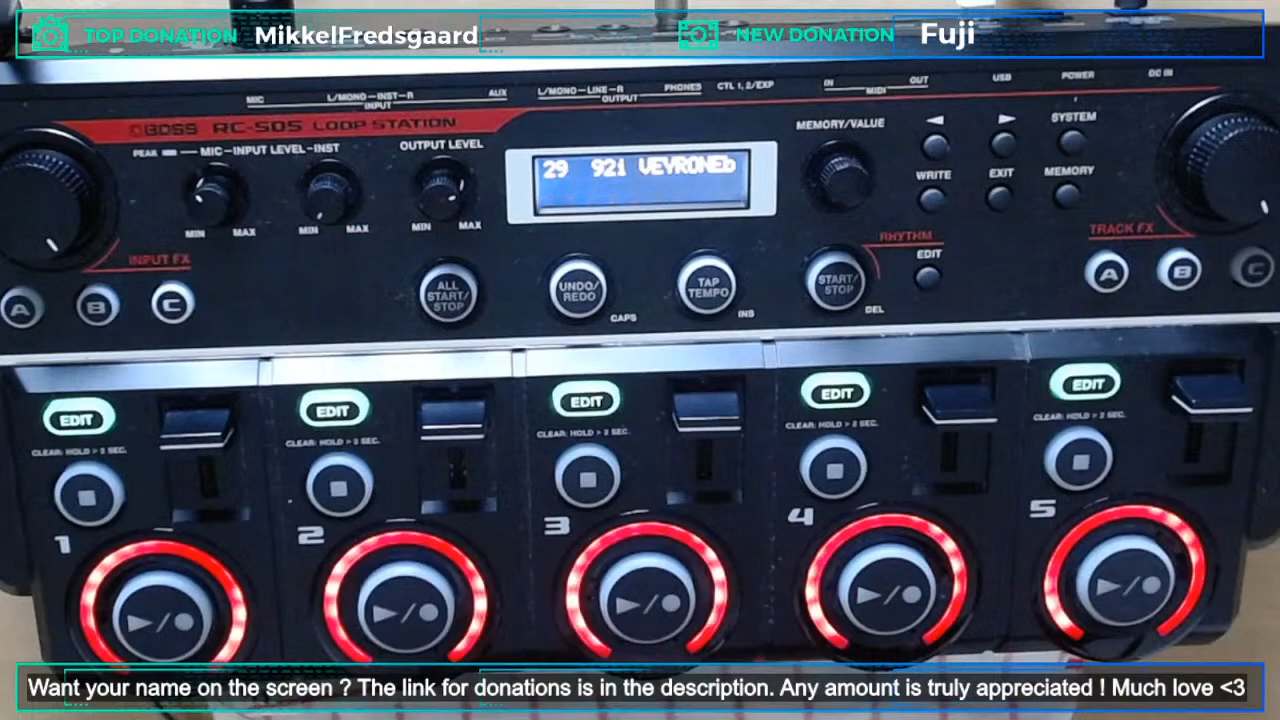 TOP DONATION MikkelFredsgaard
NEW DONATION Fuji
MIC L/MONO-INST-R AUX L/MONO-LINE-R PHONES CTL 1, 2/EXP IN OUT USB POWER DC IN
INPUT OUTPUT MIDI
BOSS RC-505 LOOP STATION
PEAK MIC-INPUT LEVEL-INST OUTPUT LEVEL
MIN MAX MIN MAX MIN MAX
29 921 VEYRONEb
MEMORY/VALUE
◄ ► SYSTEM
WRITE EXIT MEMORY
INPUT FX
A B C
ALL START/STOP
UNDO/REDO
CAPS
TAP TEMPO
INS
START/STOP
DEL
RHYTHM
EDIT
TRACK FX
A B C
EDIT EDIT EDIT EDIT EDIT
CLEAR: HOLD > 2 SEC. CLEAR: HOLD > 2 SEC. CLEAR: HOLD > 2 SEC. CLEAR: HOLD > 2 SEC. CLEAR: HOLD > 2 SEC.
1 2 3 4 5
Want your name on the screen ? The link for donations is in the description. Any amount is truly appreciated ! Much love <3